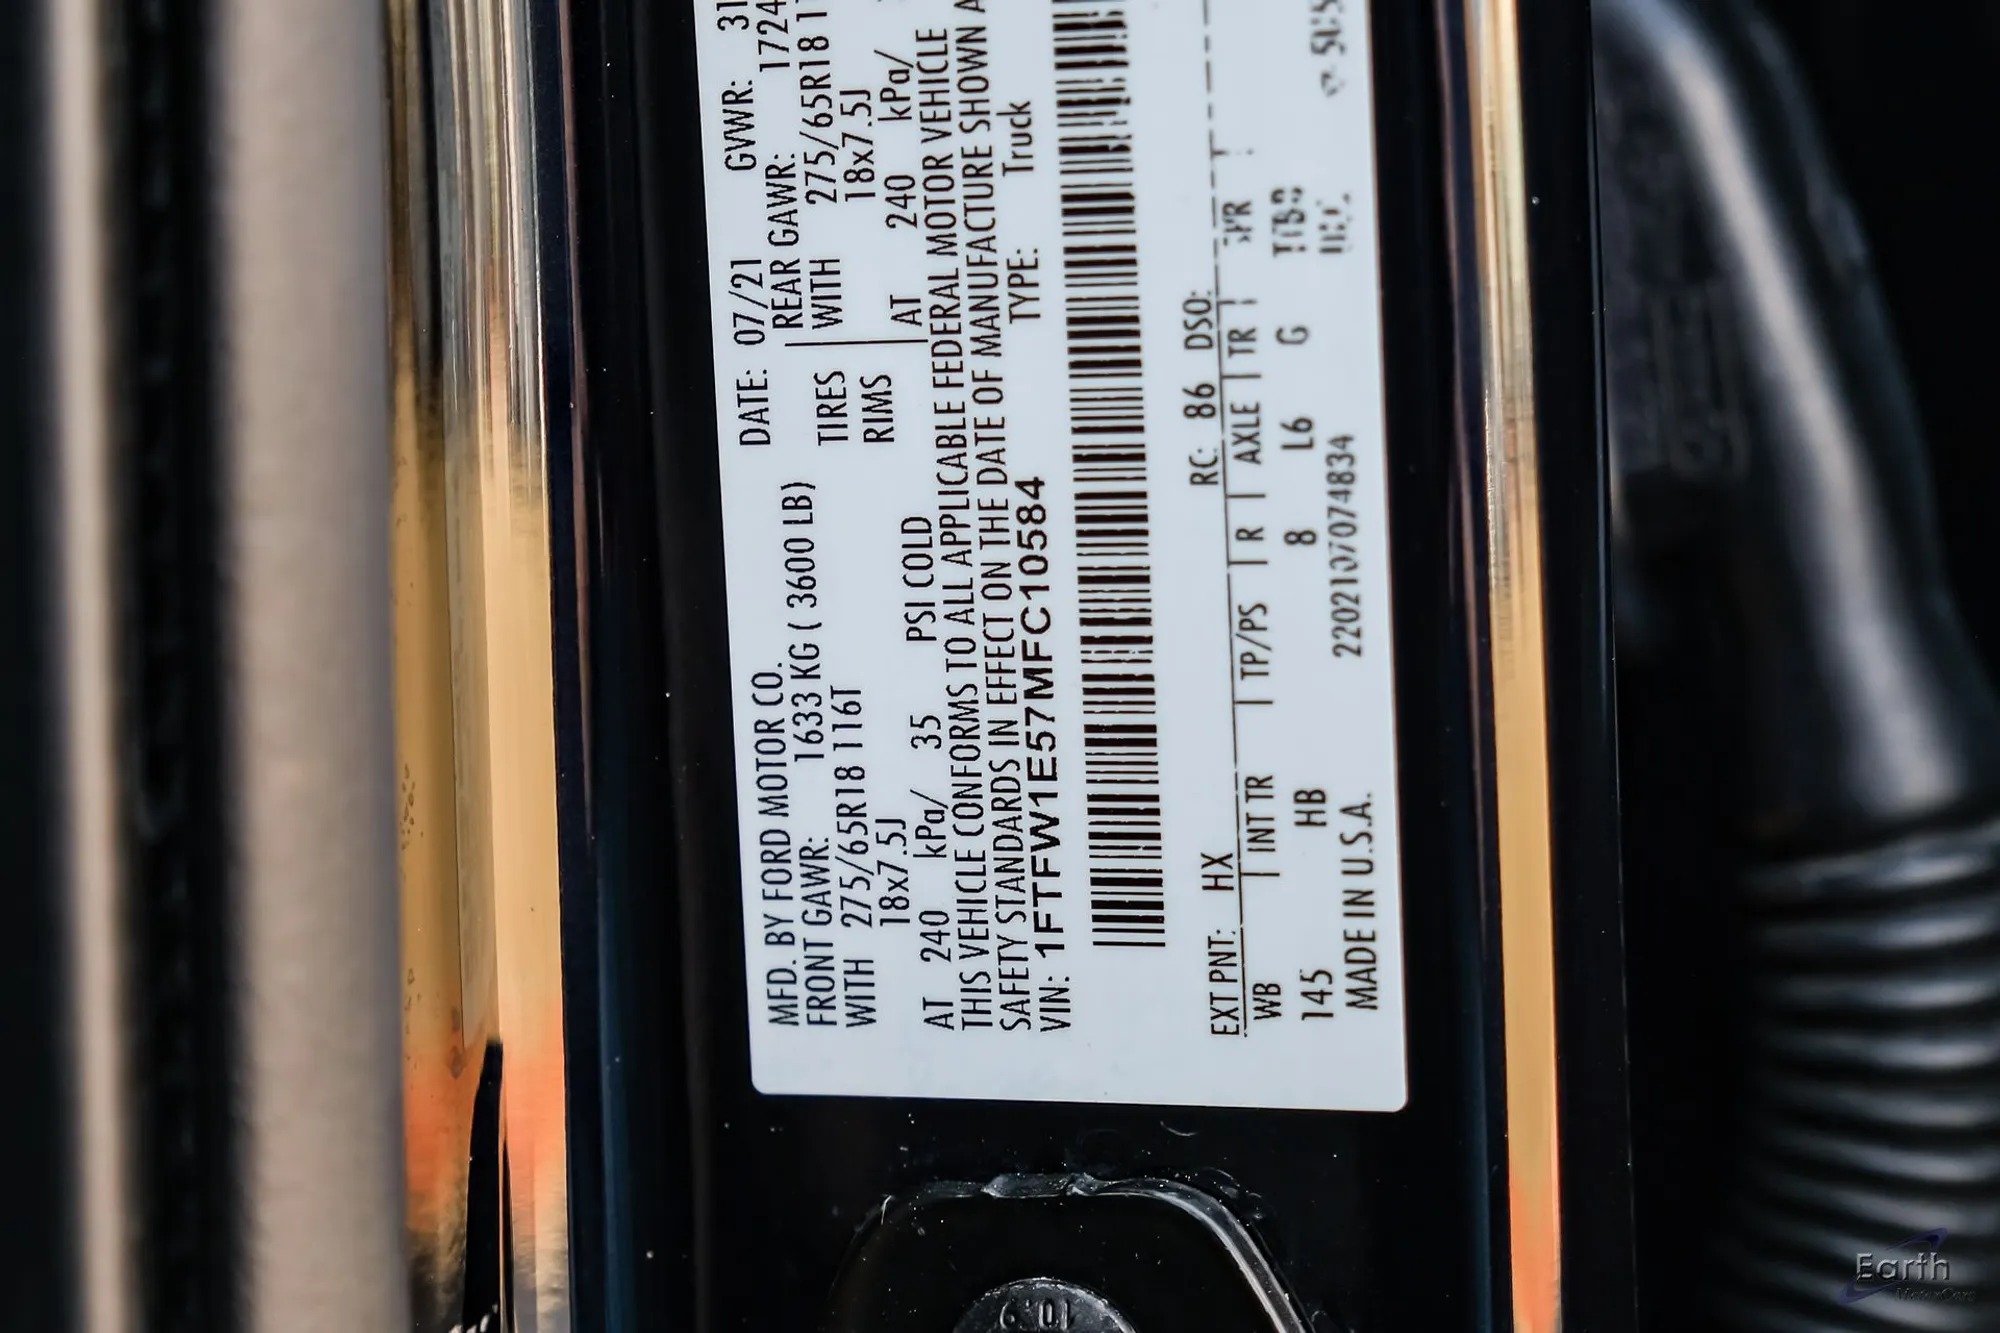 MFD. BY FORD MOTOR CO. DATE: 07/21 GVWR:
FRONT GAWR: 1633 KG ( 3600 LB) REAR GAWR: 1724
WITH 275/65R18 116T TIRES WITH 275/65R18
18x7.5J RIMS 18x7.5J
AT 240 kPa/ 35 PSI COLD AT 240 kPa/
THIS VEHICLE CONFORMS TO ALL APPLICABLE FEDERAL MOTOR VEHICLE
SAFETY STANDARDS IN EFFECT ON THE DATE OF MANUFACTURE SHOWN
VIN: 1FTFW1E57MFC10584 TYPE: Truck
EXT PNT: HX RC: 86 DSO:
WB INT TR TP/PS R AXLE TR SPR
145 HB 8 L6 G
MADE IN U.S.A. 220210707074834
Earth
MotorCars